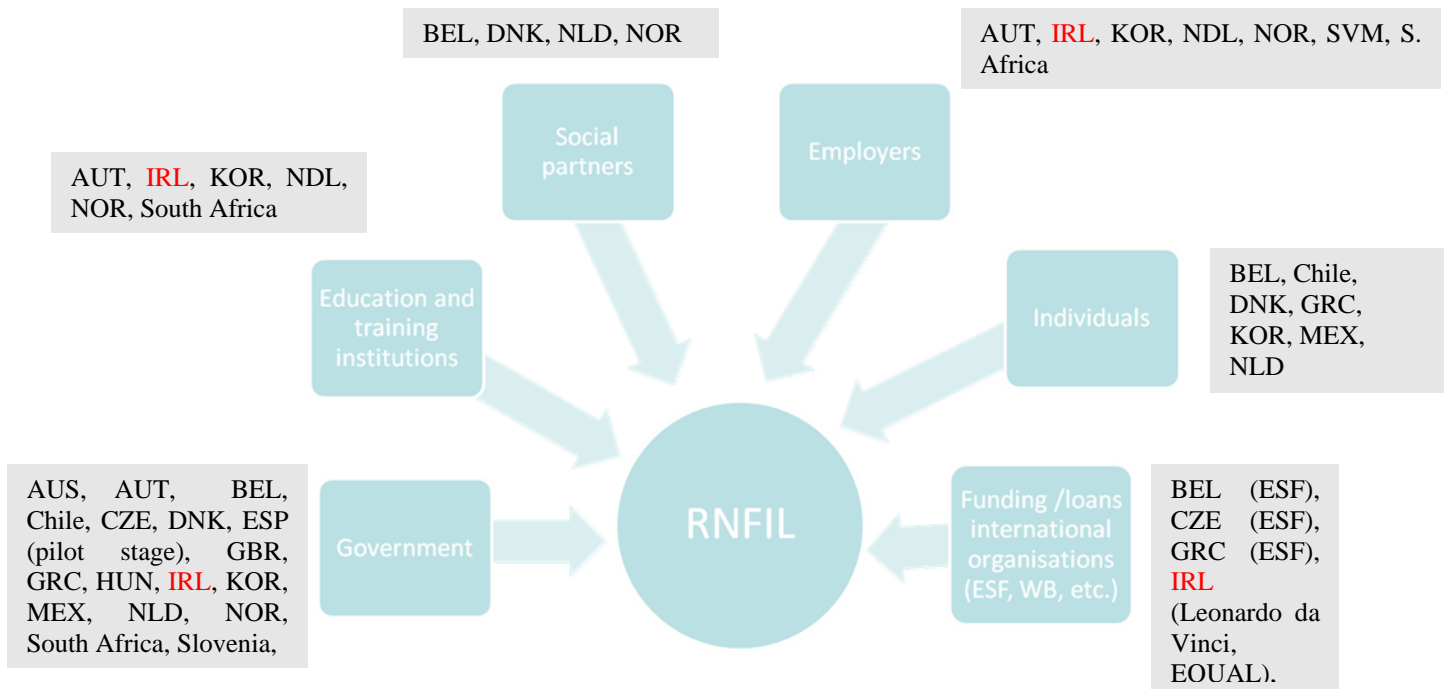 BEL, DNK, NLD, NOR
AUT, IRL, KOR, NDL, NOR, SVM, S.
Africa
Social
partners
Employers
AUT, IRL, KOR, NDL,
NOR, South Africa
Education and
training
institutions
Individuals
BEL, Chile,
DNK, GRC,
KOR, MEX,
NLD
AUS, AUT, BEL,
Chile, CZE, DNK, ESP
(pilot stage), GBR,
GRC, HUN, IRL, KOR,
MEX, NLD, NOR,
South Africa, Slovenia,
Government
RNFIL
Funding /loans
international
organisations
(ESF, WB, etc.)
BEL (ESF),
CZE (ESF),
GRC (ESF),
IRL
(Leonardo da
Vinci,
EQUAL),